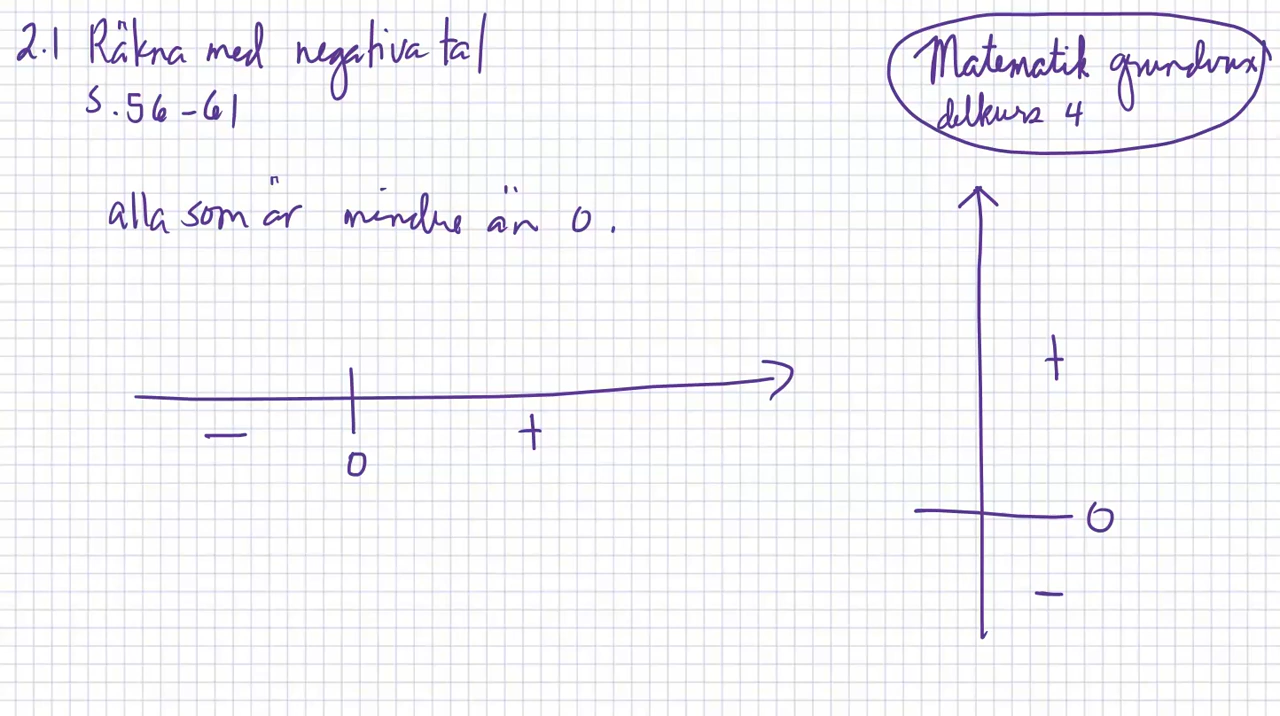 2.1 Räkna med negativa tal
s. 56-61
Matematik grundvux
delkurs 4
alla som är mindre än 0.
+
- 0 +
0
-